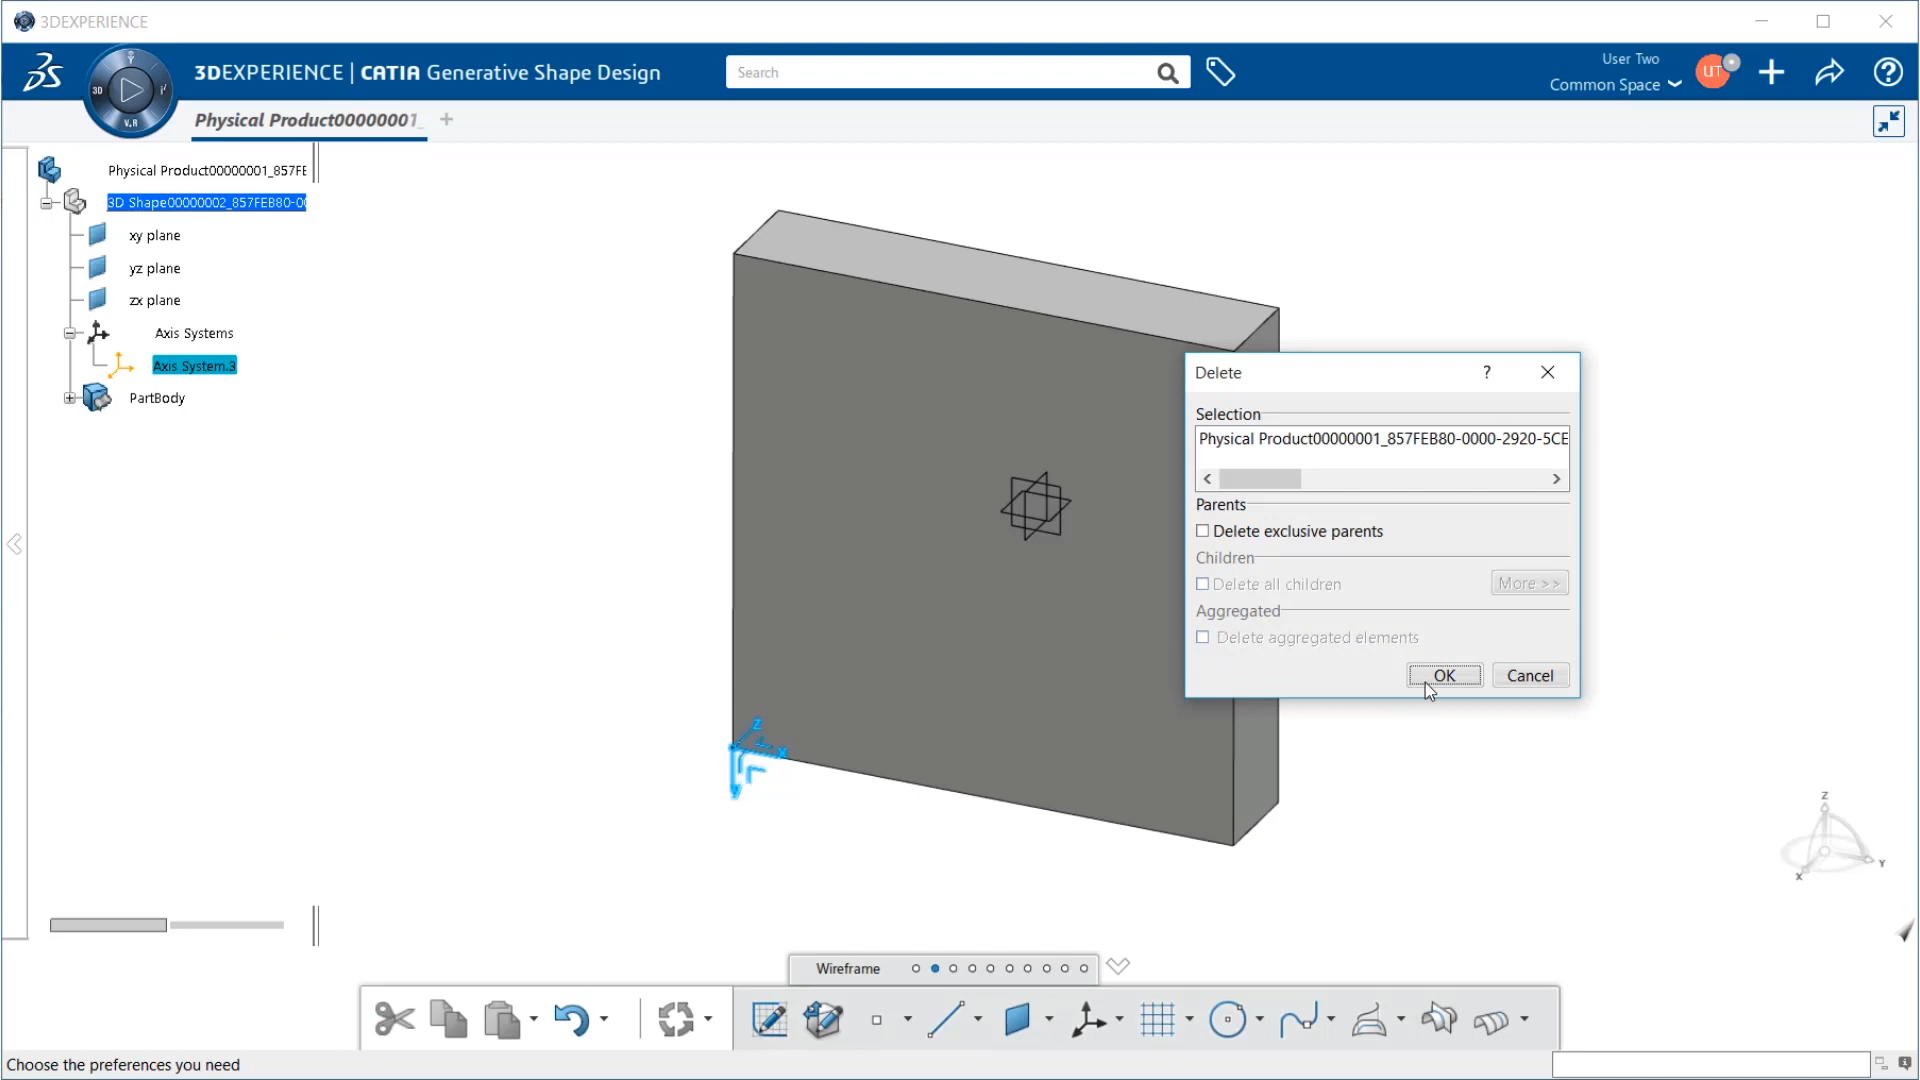 3DEXPERIENCE
3DEXPERIENCE | CATIA Generative Shape Design
Search
User Two
Common Space
UT
3D
V.R
Physical Product00000001_
Physical Product00000001_857FE
3D Shape00000002_857FEB80-00
xy plane
yz plane
zx plane
Axis Systems
Axis System.3
PartBody
Delete
?
Selection
Physical Product00000001_857FEB80-0000-2920-5CE
Parents
Delete exclusive parents
Children
Delete all children
More >>
Aggregated
Delete aggregated elements
OK
Cancel
z
x
y
Z
Y
X
Wireframe
Choose the preferences you need